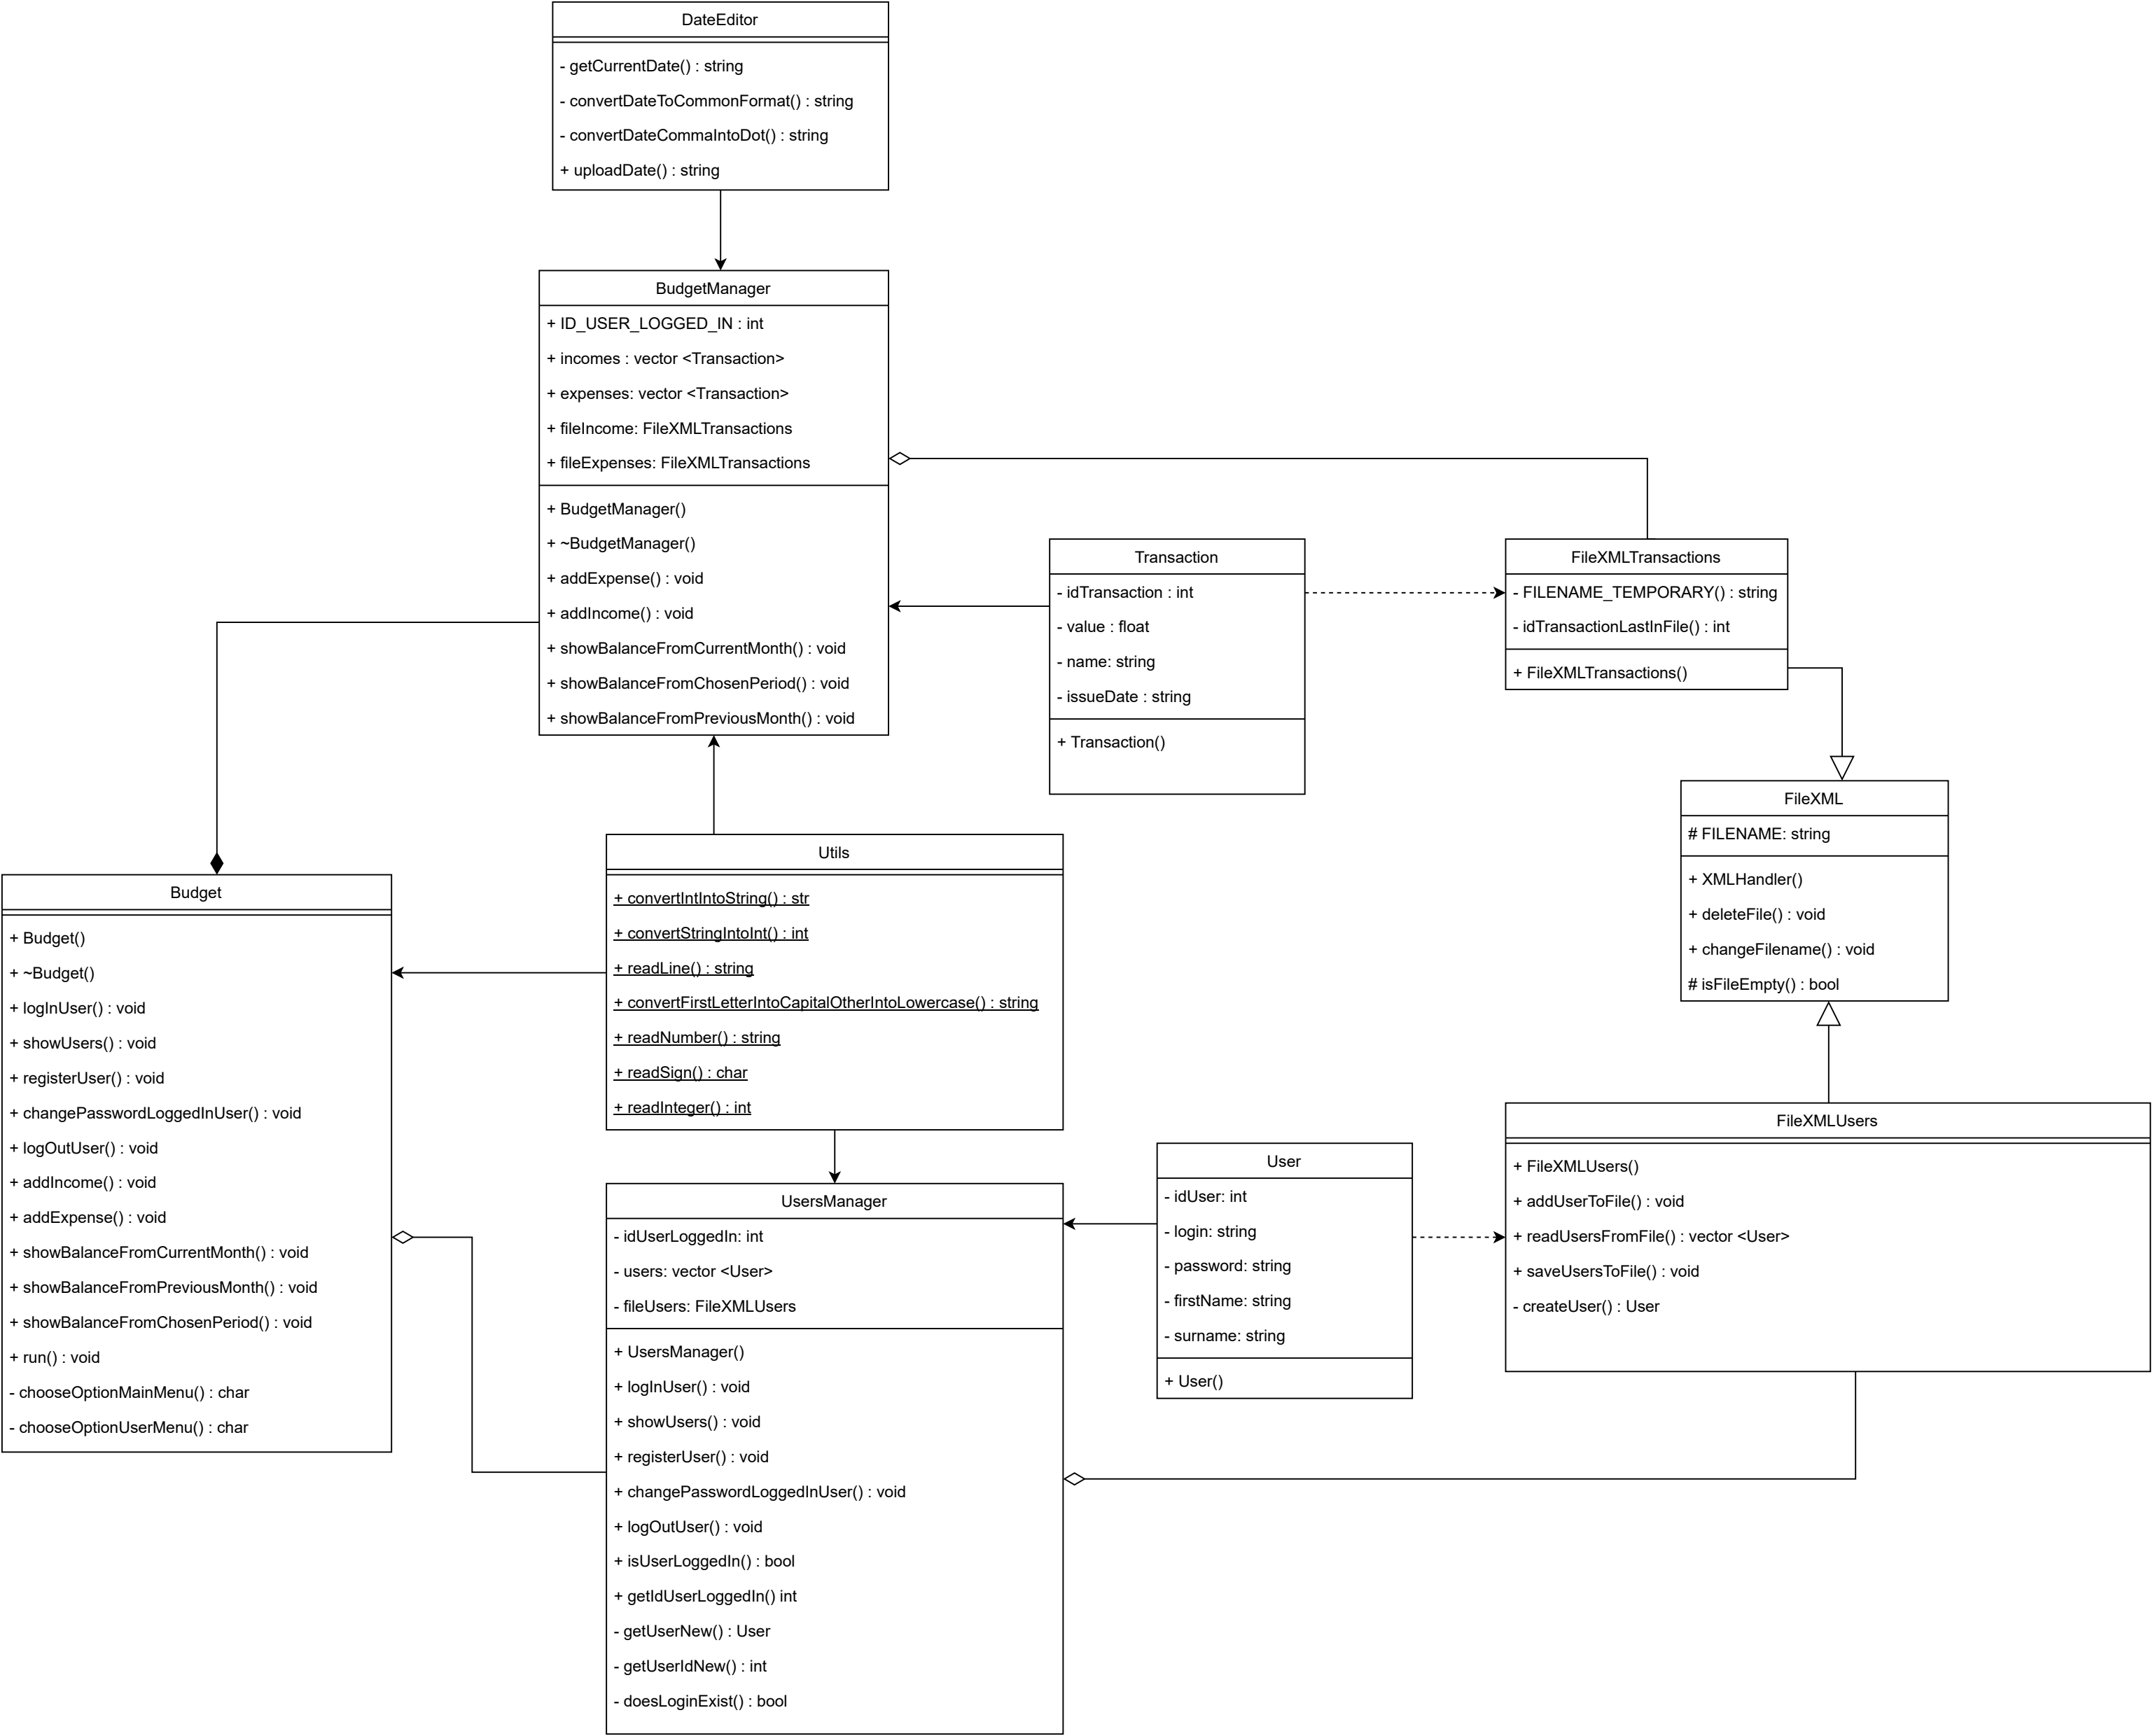 DateEditor
- getCurrentDate() : string
- convertDateToCommonFormat() : string
- convertDateCommaIntoDot() : string
+ uploadDate() : string
BudgetManager
+ ID_USER_LOGGED_IN : int
+ incomes : vector <Transaction>
+ expenses: vector <Transaction>
+ fileIncome: FileXMLTransactions
+ fileExpenses: FileXMLTransactions
+ BudgetManager()
+ ~BudgetManager()
+ addExpense() : void
+ addIncome() : void
+ showBalanceFromCurrentMonth() : void
+ showBalanceFromChosenPeriod() : void
+ showBalanceFromPreviousMonth() : void
Transaction
- idTransaction : int
- value : float
- name: string
- issueDate : string
+ Transaction()
FileXMLTransactions
- FILENAME_TEMPORARY() : string
- idTransactionLastInFile() : int
+ FileXMLTransactions()
FileXML
# FILENAME: string
+ XMLHandler()
+ deleteFile() : void
+ changeFilename() : void
# isFileEmpty() : bool
Utils
+ convertIntIntoString() : str
+ convertStringIntoInt() : int
+ readLine() : string
+ convertFirstLetterIntoCapitalOtherIntoLowercase() : string
+ readNumber() : string
+ readSign() : char
+ readInteger() : int
Budget
+ Budget()
+ ~Budget()
+ logInUser() : void
+ showUsers() : void
+ registerUser() : void
+ changePasswordLoggedInUser() : void
+ logOutUser() : void
+ addIncome() : void
+ addExpense() : void
+ showBalanceFromCurrentMonth() : void
+ showBalanceFromPreviousMonth() : void
+ showBalanceFromChosenPeriod() : void
+ run() : void
- chooseOptionMainMenu() : char
- chooseOptionUserMenu() : char
UsersManager
- idUserLoggedIn: int
- users: vector <User>
- fileUsers: FileXMLUsers
+ UsersManager()
+ logInUser() : void
+ showUsers() : void
+ registerUser() : void
+ changePasswordLoggedInUser() : void
+ logOutUser() : void
+ isUserLoggedIn() : bool
+ getIdUserLoggedIn() int
- getUserNew() : User
- getUserIdNew() : int
- doesLoginExist() : bool
User
- idUser: int
- login: string
- password: string
- firstName: string
- surname: string
+ User()
FileXMLUsers
+ FileXMLUsers()
+ addUserToFile() : void
+ readUsersFromFile() : vector <User>
+ saveUsersToFile() : void
- createUser() : User